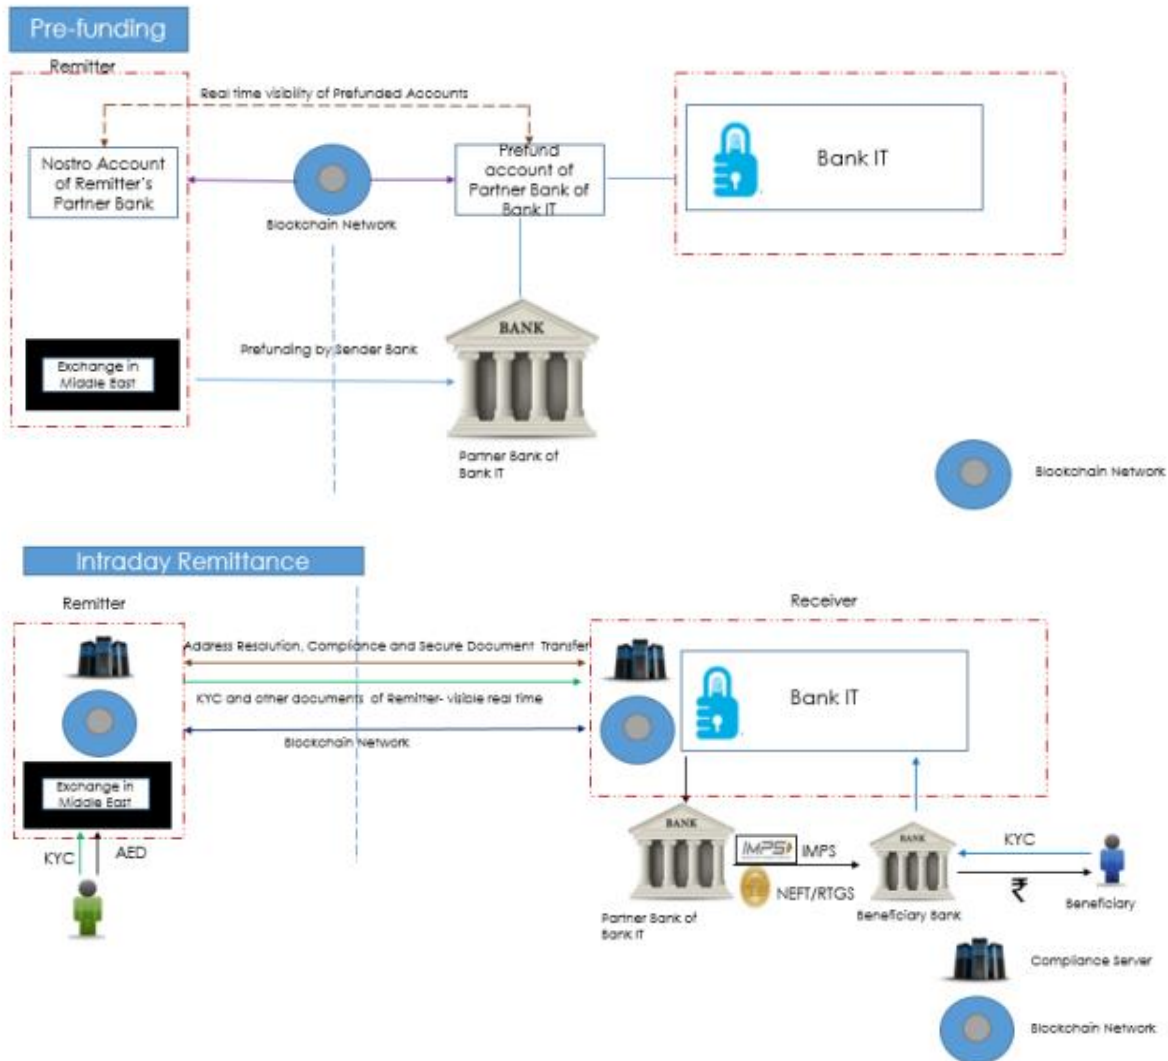 Pre-funding
Remitter
Real time visibility of Prefunded Accounts
Nostro Account
of Remitter's
Partner Bank
Blockchain Network
Prefund
account of
Partner Bank of
Bank IT
Bank IT
Exchange in
Middle East
Prefunding by Sender Bank
BANK
Partner Bank of
Bank IT
Blockchain Network
Intraday Remittance
Remitter
Receiver
Address Resolution, Compliance and Secure Document Transfer
KYC and other documents of Remitter- visible real time
Blockchain Network
Bank IT
Exchange in
Middle East
KYC
AED
BANK
IMPS
IMPS
NEFT/RTGS
Partner Bank of
Bank IT
BANK
Beneficiary Bank
KYC
₹
Beneficiary
Compliance Server
Blockchain Network